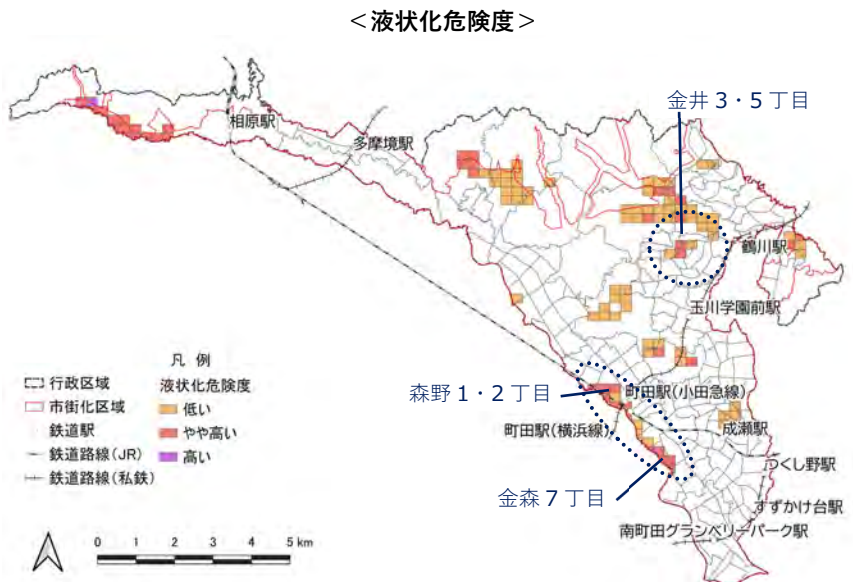 ＜液状化危険度＞
金井３・５丁目
相原駅
多摩境駅
鶴川駅
玉川学園前駅
凡 例
行政区域
市街化区域
鉄道駅
鉄道路線(JR)
鉄道路線(私鉄)
液状化危険度
低い
やや高い
高い
森野１・２丁目
町田駅(小田急線)
町田駅(横浜線)
成瀬駅
つくし野駅
金森７丁目
すずかけ台駅
南町田グランベリーパーク駅
0 1 2 3 4 5 km